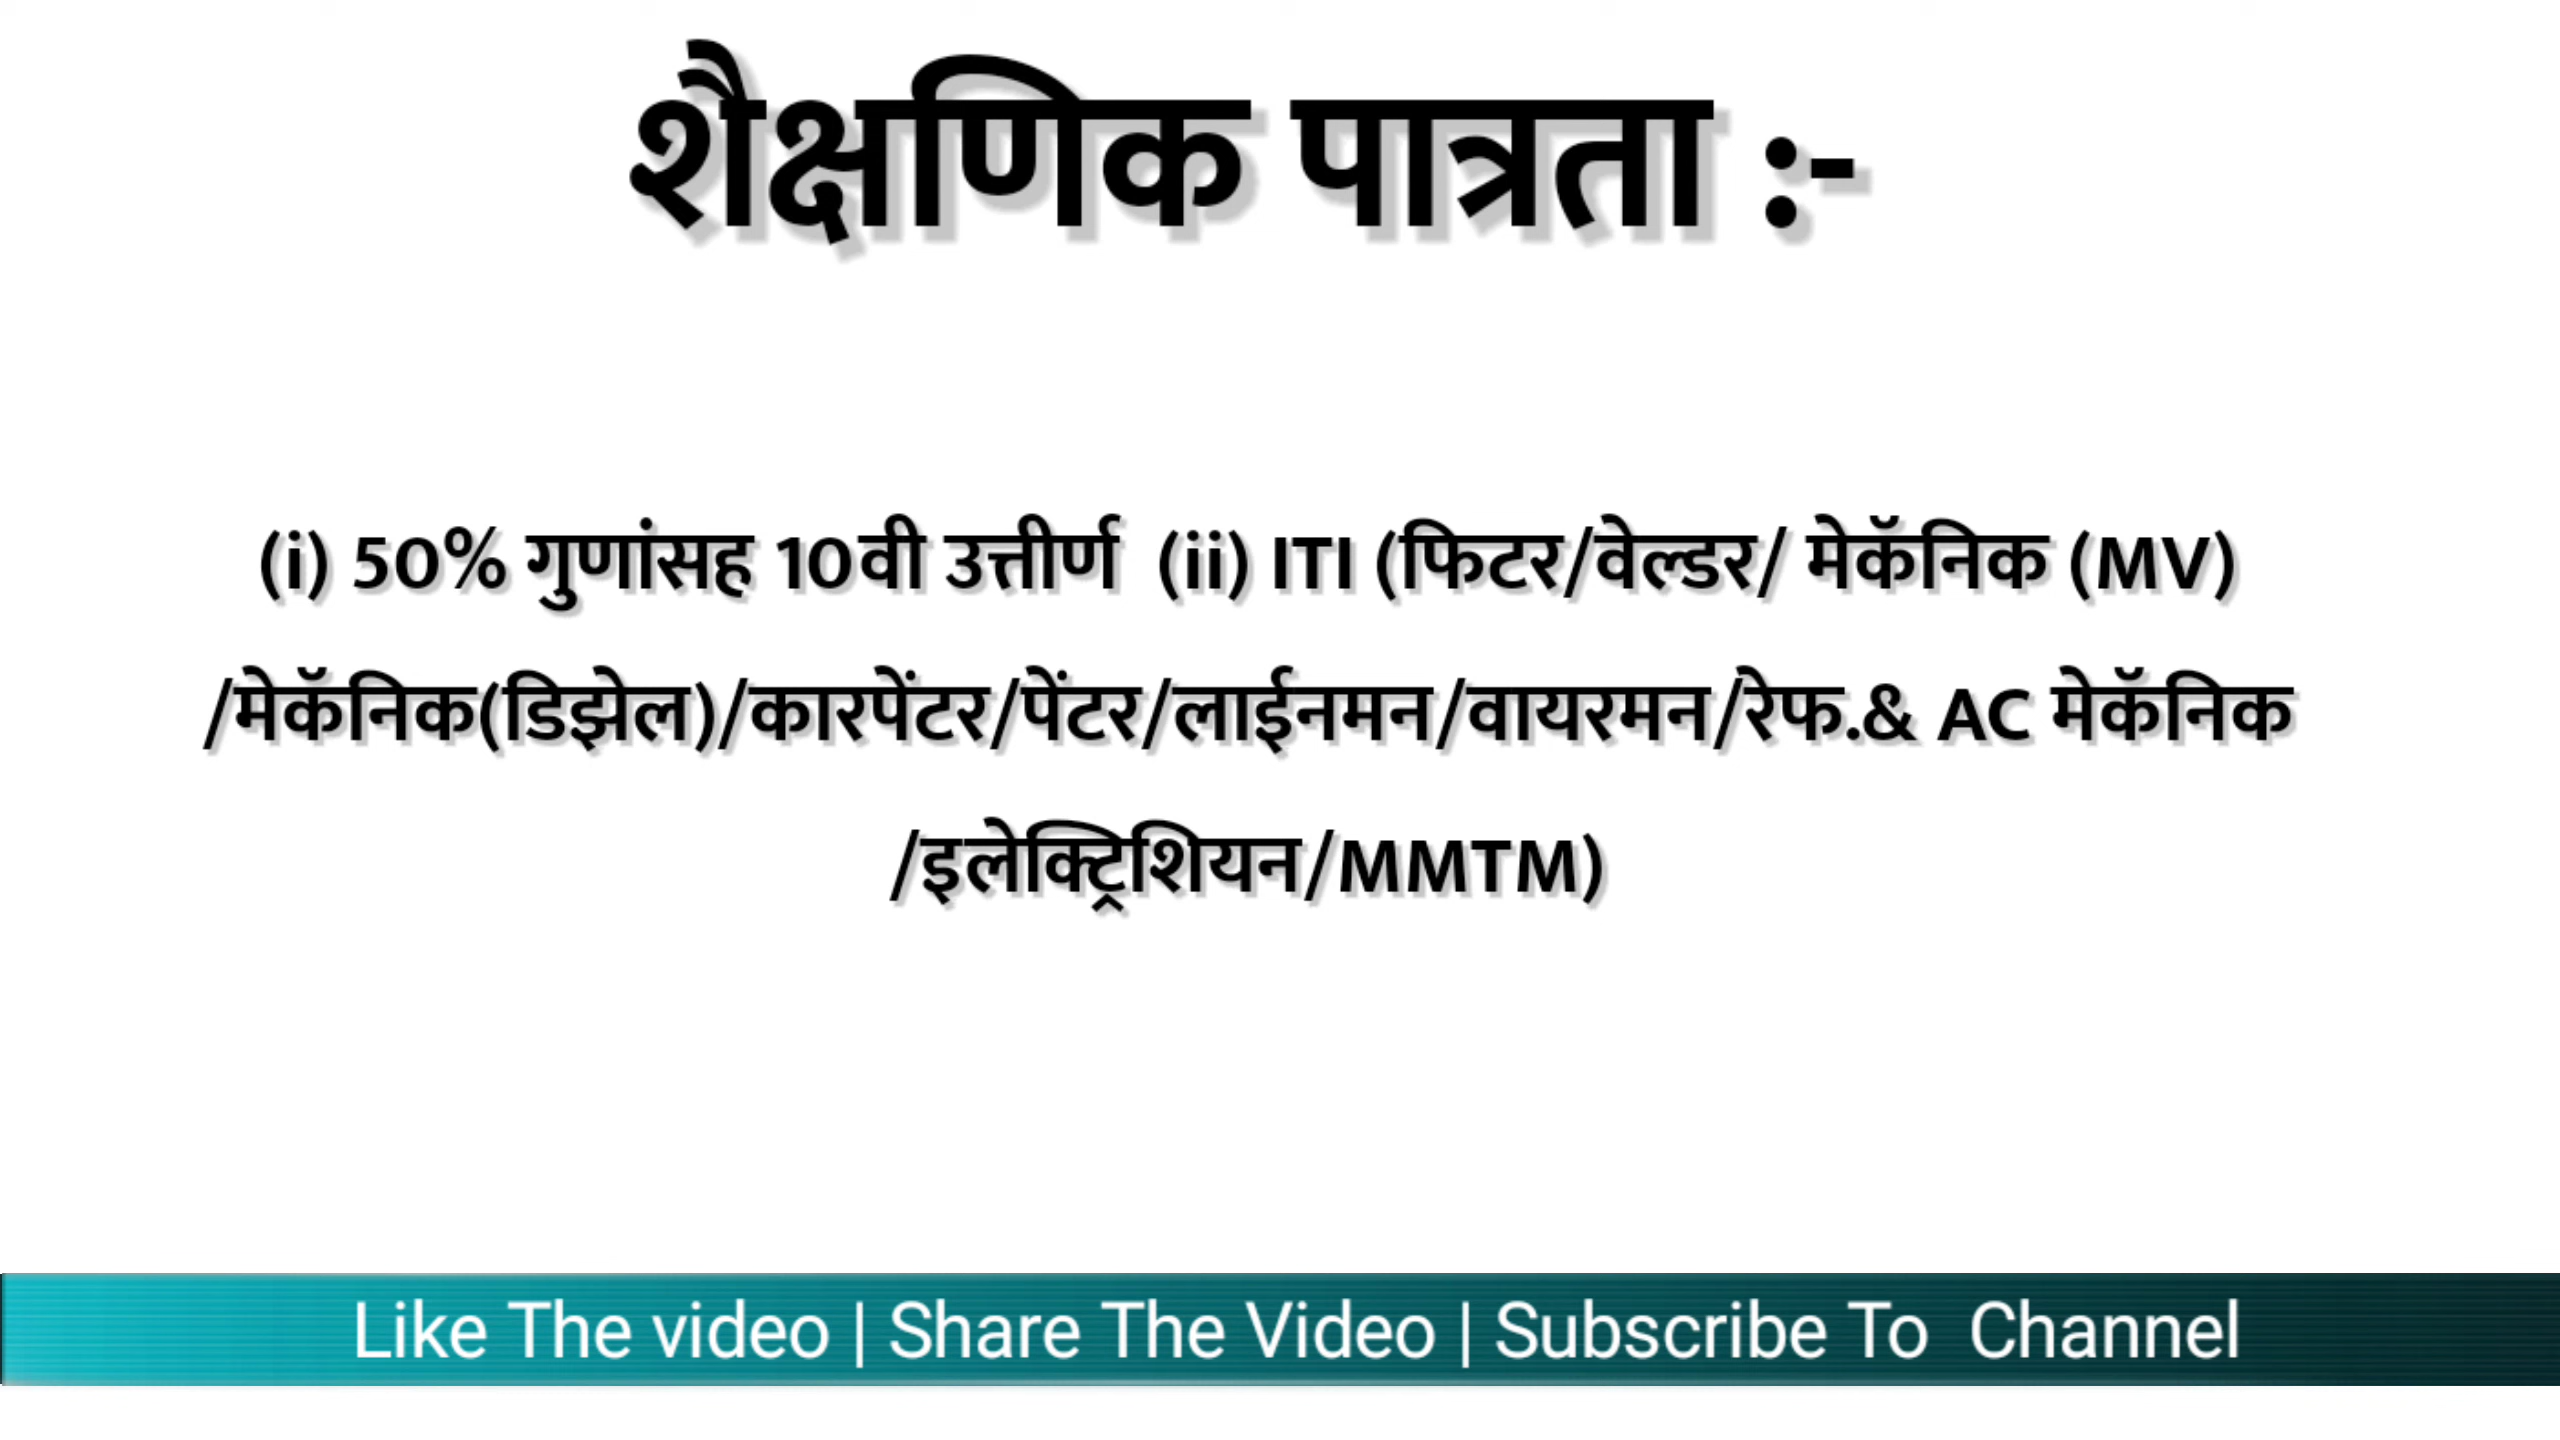 शैक्षणिक पात्रता :-
(i) 50% गुणांसह 10वी उत्तीर्ण  (ii) ITI (फिटर/वेल्डर/ मेकॅनिक (MV)
/मेकॅनिक(डिझेल)/कारपेंटर/पेंटर/लाईनमन/वायरमन/रेफ.& AC मेकॅनिक
/इलेक्ट्रिशियन/MMTM)
Like The video | Share The Video | Subscribe To  Channel